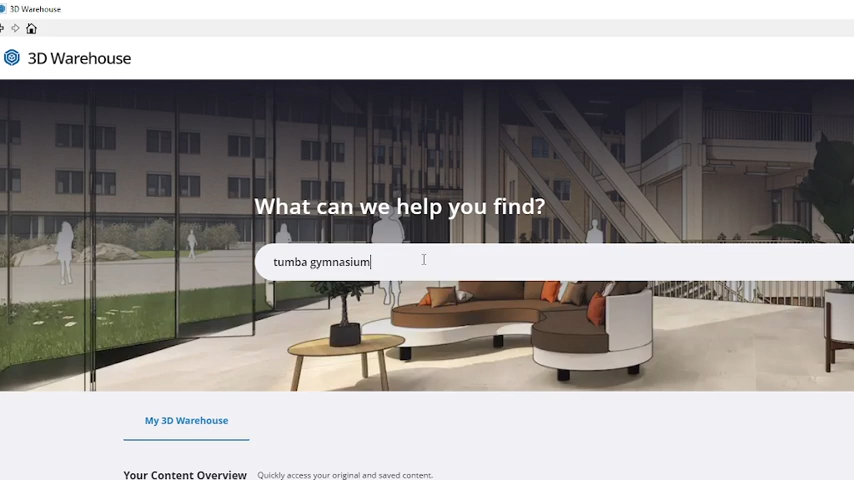 3D Warehouse
3D Warehouse
What can we help you find?
tumba gymnasium
My 3D Warehouse
Your Content Overview Quickly access your original and saved content.